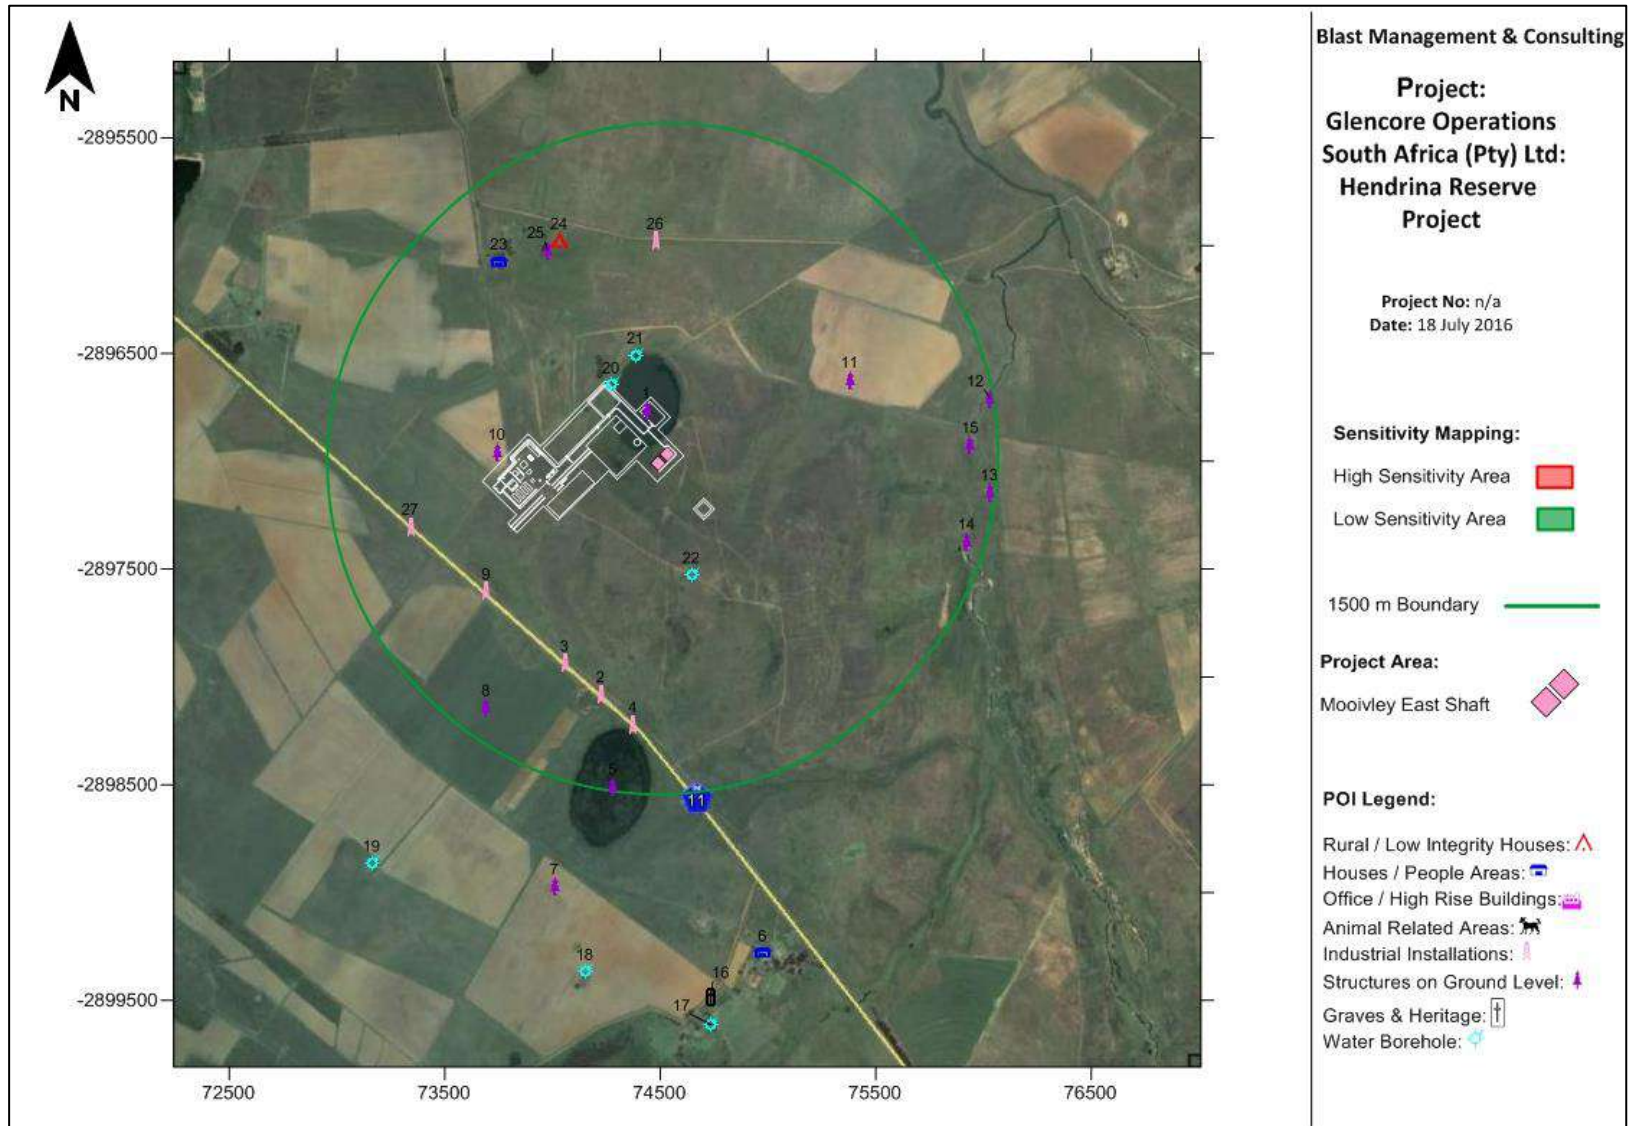 N
-2895500
-2896500
-2897500
-2898500
-2899500
72500
73500
74500
75500
76500
24
25
26
23
21
20
11
1
12
10
15
13
27
14
22
9
3
2
8
4
5
11
19
7
6
18
16
17
Blast Management & Consulting
Project:
Glencore Operations
South Africa (Pty) Ltd:
Hendrina Reserve
Project
Project No: n/a
Date: 18 July 2016
Sensitivity Mapping:
High Sensitivity Area
Low Sensitivity Area
1500 m Boundary
Project Area:
Mooivley East Shaft
POI Legend:
Rural / Low Integrity Houses:
Houses / People Areas:
Office / High Rise Buildings:
Animal Related Areas:
Industrial Installations:
Structures on Ground Level:
Graves & Heritage:
Water Borehole: